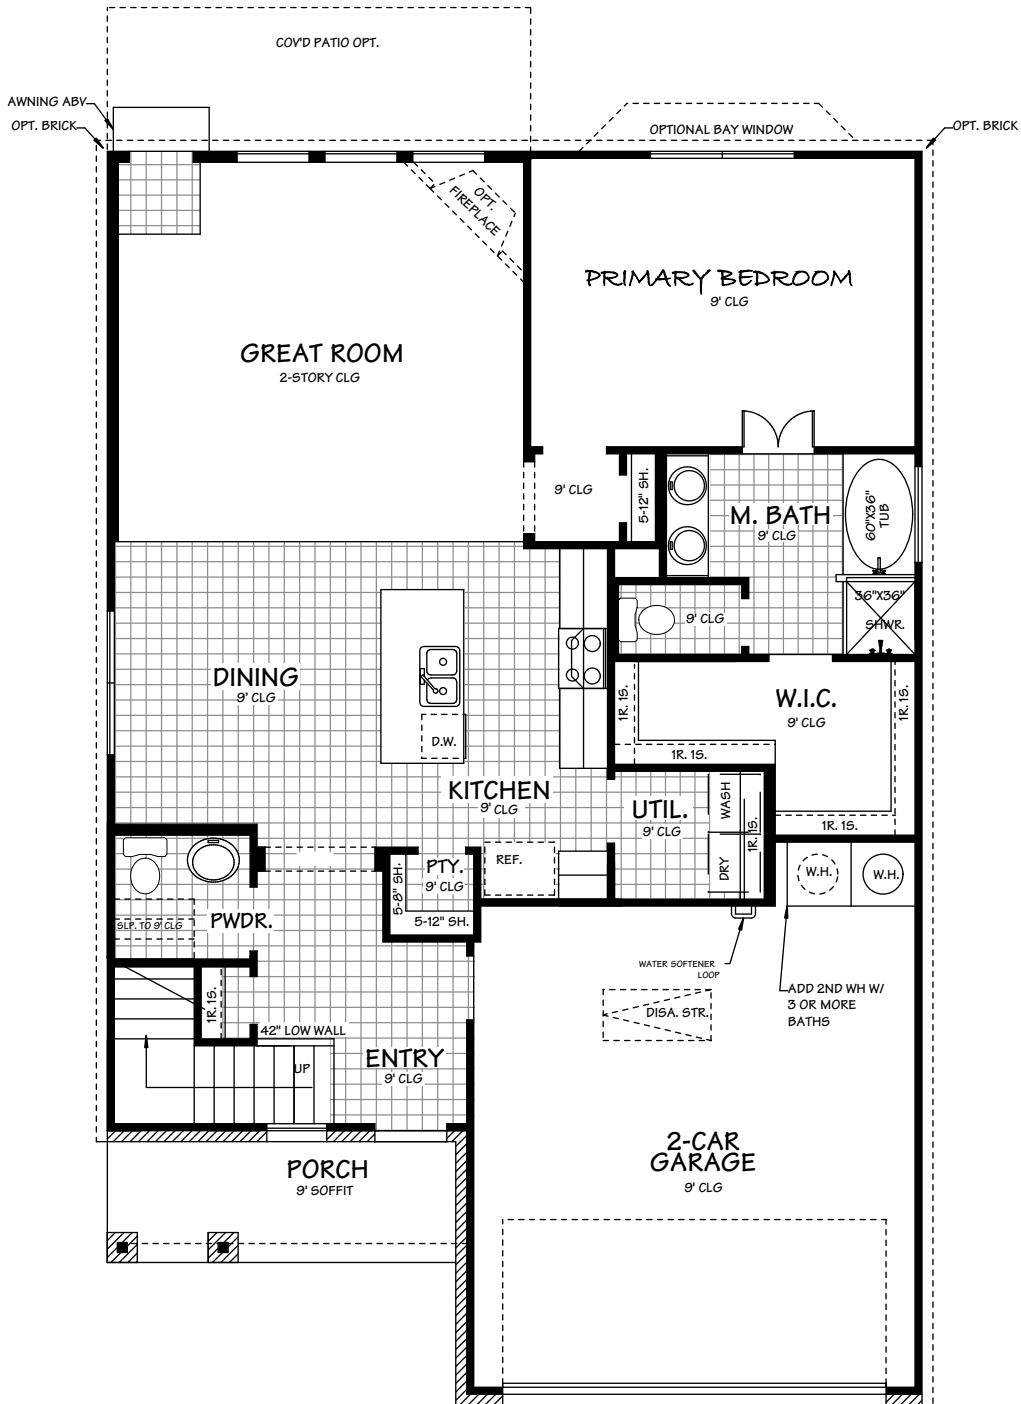 COV'D PATIO OPT.
AWNING ABV.
OPT. BRICK
OPTIONAL BAY WINDOW
OPT. BRICK
OPT.
FIREPLACE
PRIMARY BEDROOM
9' CLG
GREAT ROOM
2-STORY CLG
9' CLG
5-12" SH.
M. BATH
9' CLG
60"X36"
TUB
36"X36"
SHWR.
9' CLG
DINING
9' CLG
D.W.
W.I.C.
9' CLG
1R. 1S.
1R. 1S.
1R. 1S.
1R. 1S.
KITCHEN
9' CLG
UTIL.
9' CLG
WASH
DRY
1R. 1S.
REF.
PTY.
9' CLG
5-8" SH.
5-12" SH.
W.H.
W.H.
PWDR.
SLP. TO 9' CLG
WATER SOFTENER
LOOP
ADD 2ND WH W/
3 OR MORE
BATHS
DISA. STR.
1R. 1S.
42" LOW WALL
UP
ENTRY
9' CLG
2-CAR
GARAGE
9' CLG
PORCH
9' SOFFIT